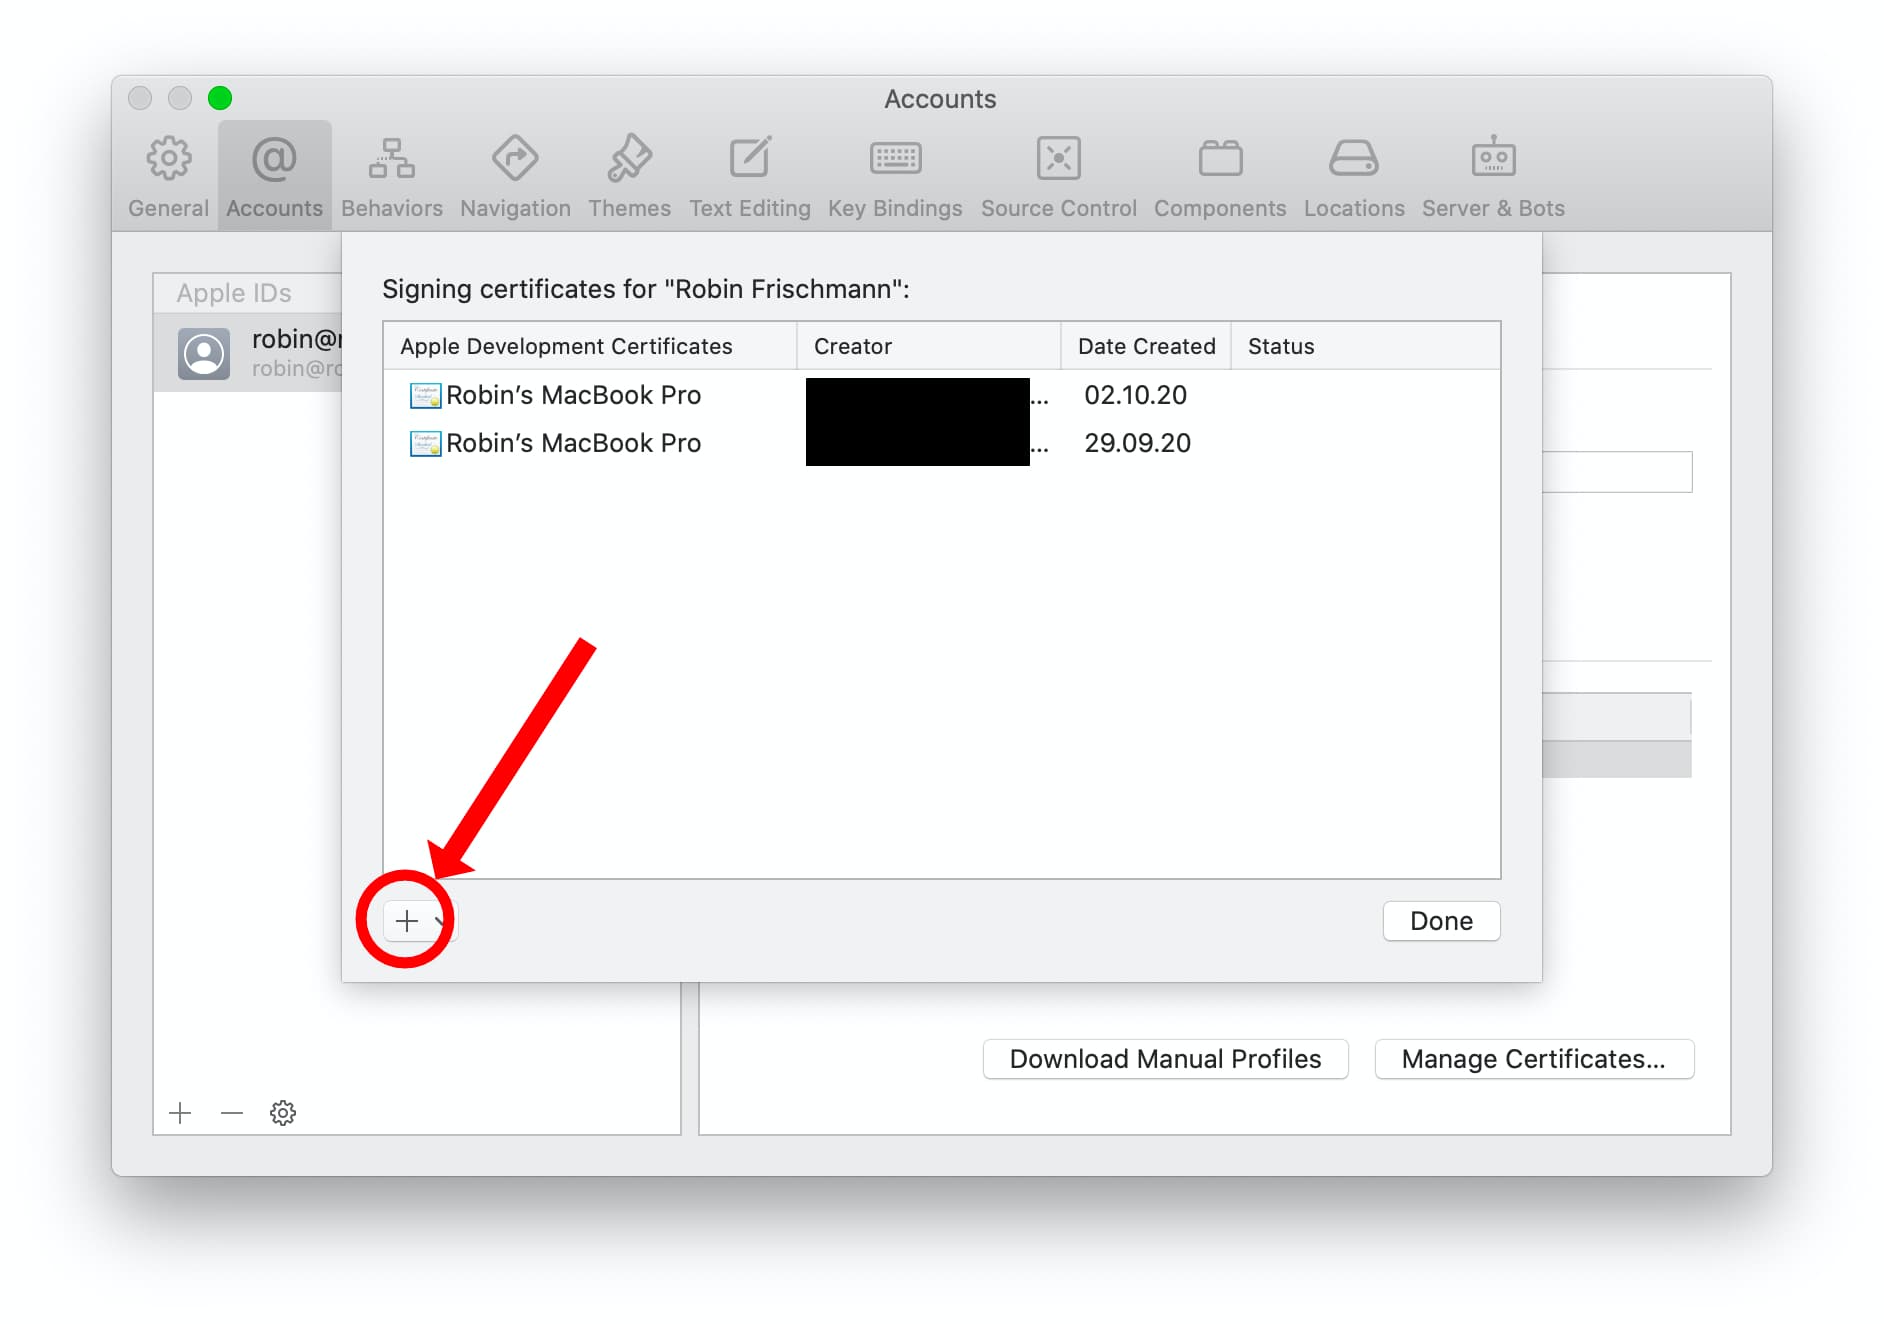 Accounts
General Accounts Behaviors Navigation Themes Text Editing Key Bindings Source Control Components Locations Server & Bots
Apple IDs
robin@
robin@ro
Signing certificates for "Robin Frischmann":
Apple Development Certificates Creator Date Created Status
Robin’s MacBook Pro ... 02.10.20
Robin’s MacBook Pro ... 29.09.20
Done
Download Manual Profiles Manage Certificates...